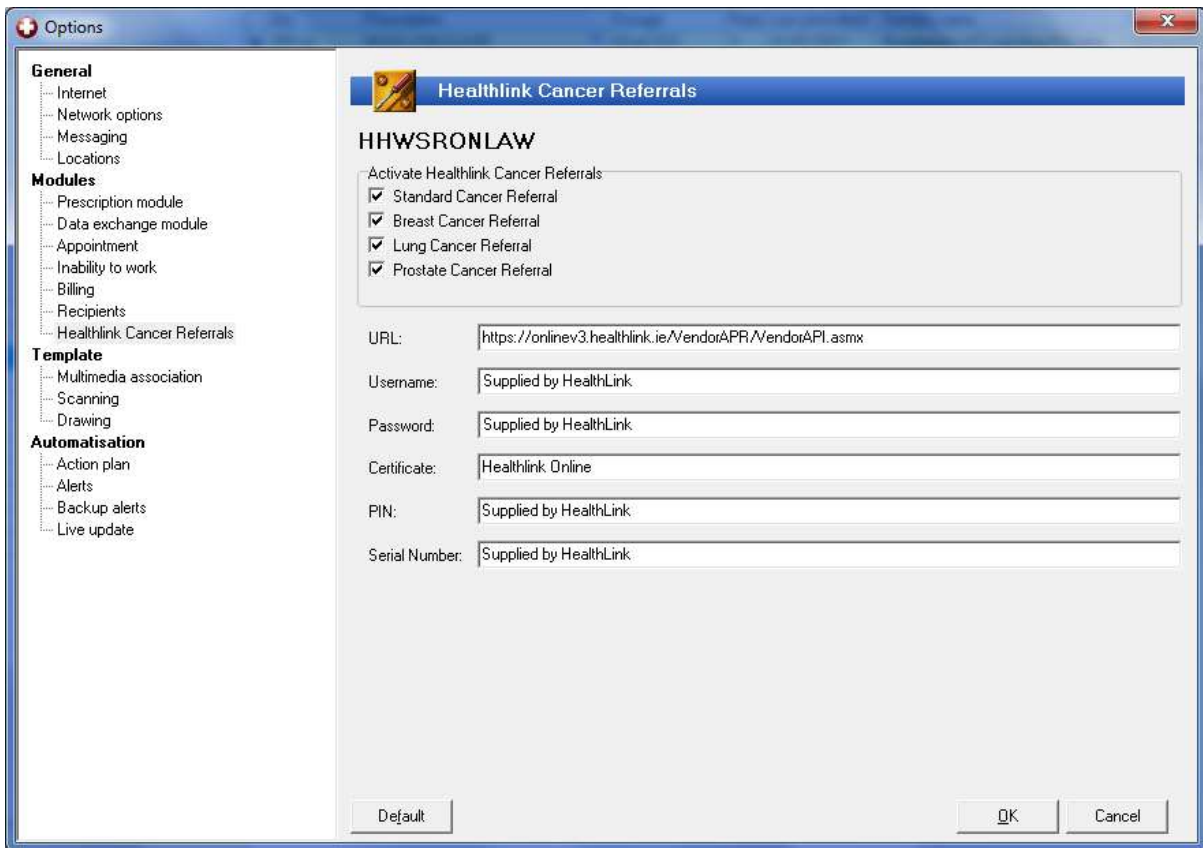 Options
General
Internet
Network options
Messaging
Locations
Modules
Prescription module
Data exchange module
Appointment
Inability to work
Billing
Recipients
Healthlink Cancer Referrals
Template
Multimedia association
Scanning
Drawing
Automatisation
Action plan
Alerts
Backup alerts
Live update
Healthlink Cancer Referrals
HHWSRONLAW
Activate Healthlink Cancer Referrals
Standard Cancer Referral
Breast Cancer Referral
Lung Cancer Referral
Prostate Cancer Referral
URL: https://onlinev3.healthlink.ie/VendorAPR/VendorAPI.asmx
Username: Supplied by HealthLink
Password: Supplied by HealthLink
Certificate: Healthlink Online
PIN: Supplied by HealthLink
Serial Number: Supplied by HealthLink
Default OK Cancel